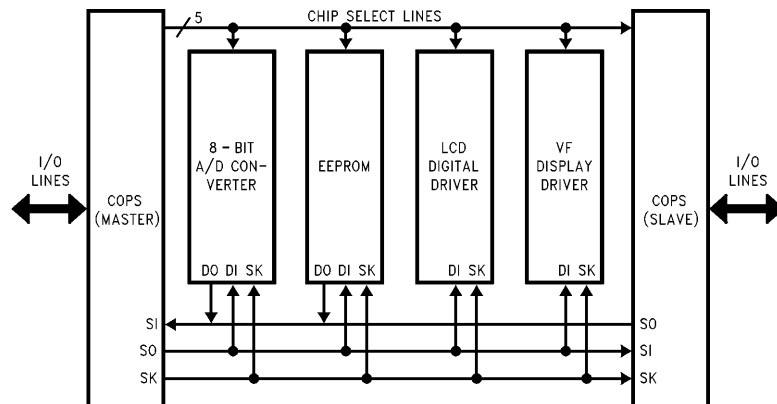 5
CHIP SELECT LINES
I/O
LINES
COPS
(MASTER)
8-BIT
A/D CON-
VERTER
EEPROM
LCD
DIGITAL
DRIVER
VF
DISPLAY
DRIVER
COPS
(SLAVE)
I/O
LINES
DO DI SK
DO DI SK
DI SK
DI SK
SI
SO
SO
SI
SK
SK